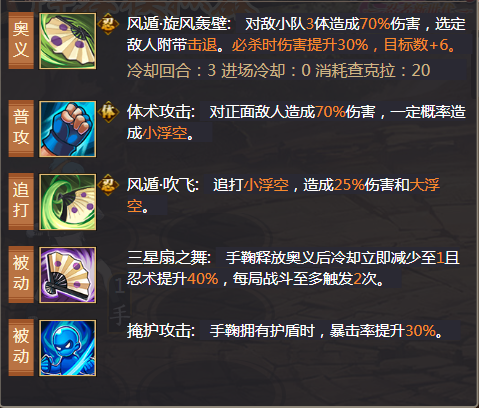 奥义
忍
风遁·旋风轰壁: 对敌小队3体造成70%伤害，选定
敌人附带击退。必杀时伤害提升30%，目标数+6。
冷却回合：3 进场冷却：0 消耗查克拉：20
普攻
体
体术攻击: 对正面敌人造成70%伤害，一定概率造
成小浮空。
追打
忍
风遁·吹飞: 追打小浮空，造成25%伤害和大浮
空。
被动
三星扇之舞: 手鞠释放奥义后冷却立即减少至1且
忍术提升40%，每局战斗至多触发2次。
被动
掩护攻击: 手鞠拥有护盾时，暴击率提升30%。